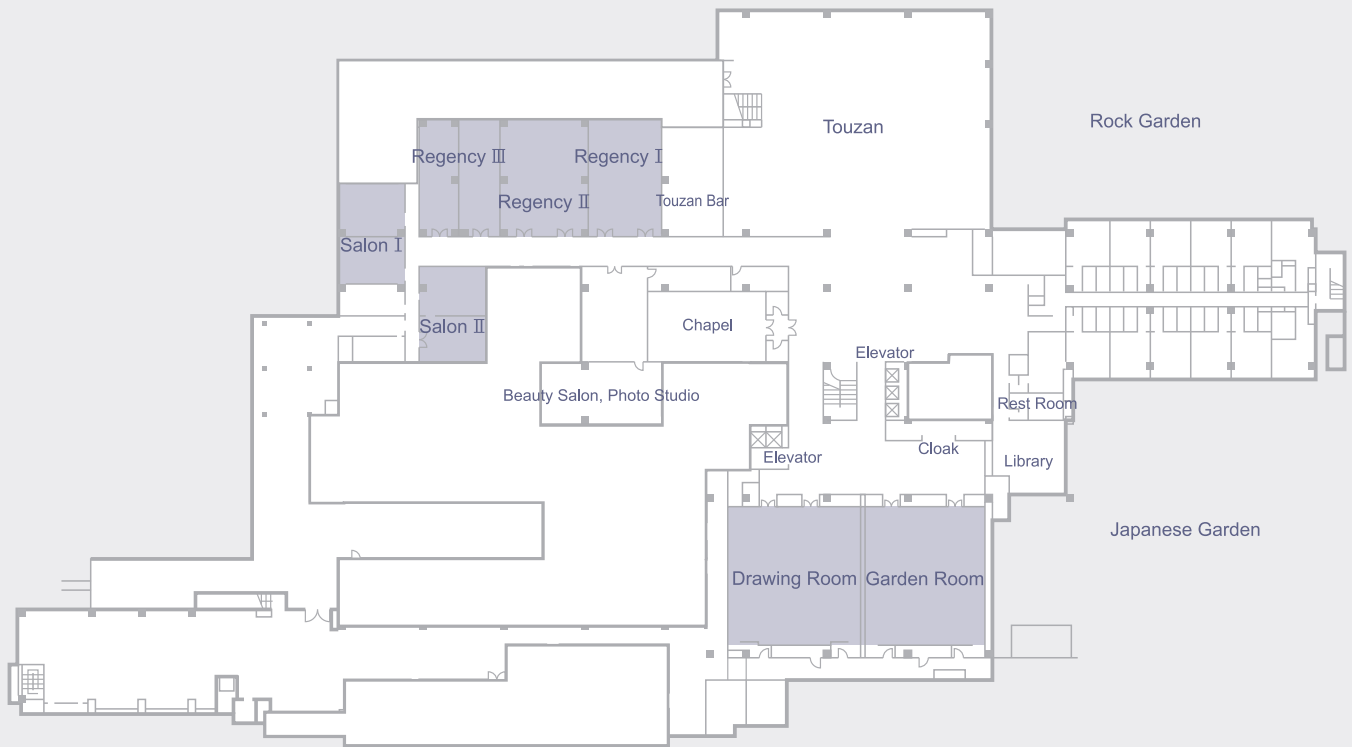 Touzan
Rock Garden
Regency Ⅲ
Regency Ⅰ
Regency Ⅱ
Touzan Bar
Salon Ⅰ
Salon Ⅱ
Chapel
Elevator
Beauty Salon, Photo Studio
Rest Room
Elevator
Cloak
Library
Japanese Garden
Drawing Room
Garden Room